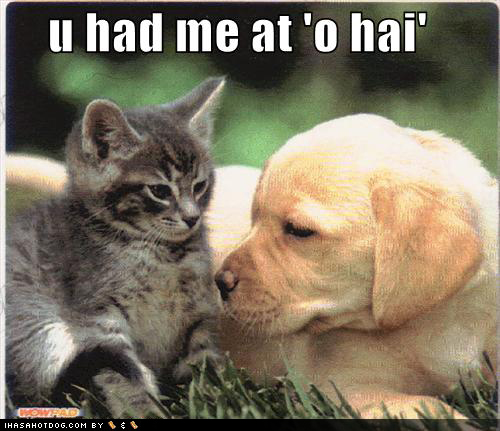 u had me at 'o hai'
WOWPAD
IHASAHOTDOG.COM BY